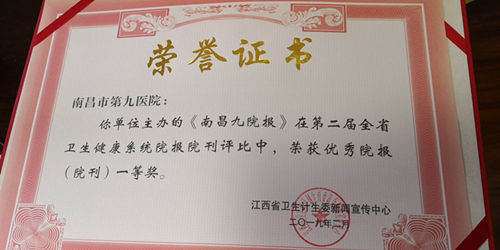 荣誉证书
南昌市第九医院：
你单位主办的《南昌九院报》在第二届全省
卫生健康系统院报院刊评比中，荣获优秀院报
（院刊）一等奖。
江西省卫生计生委新闻宣传中心
二〇一九年二月